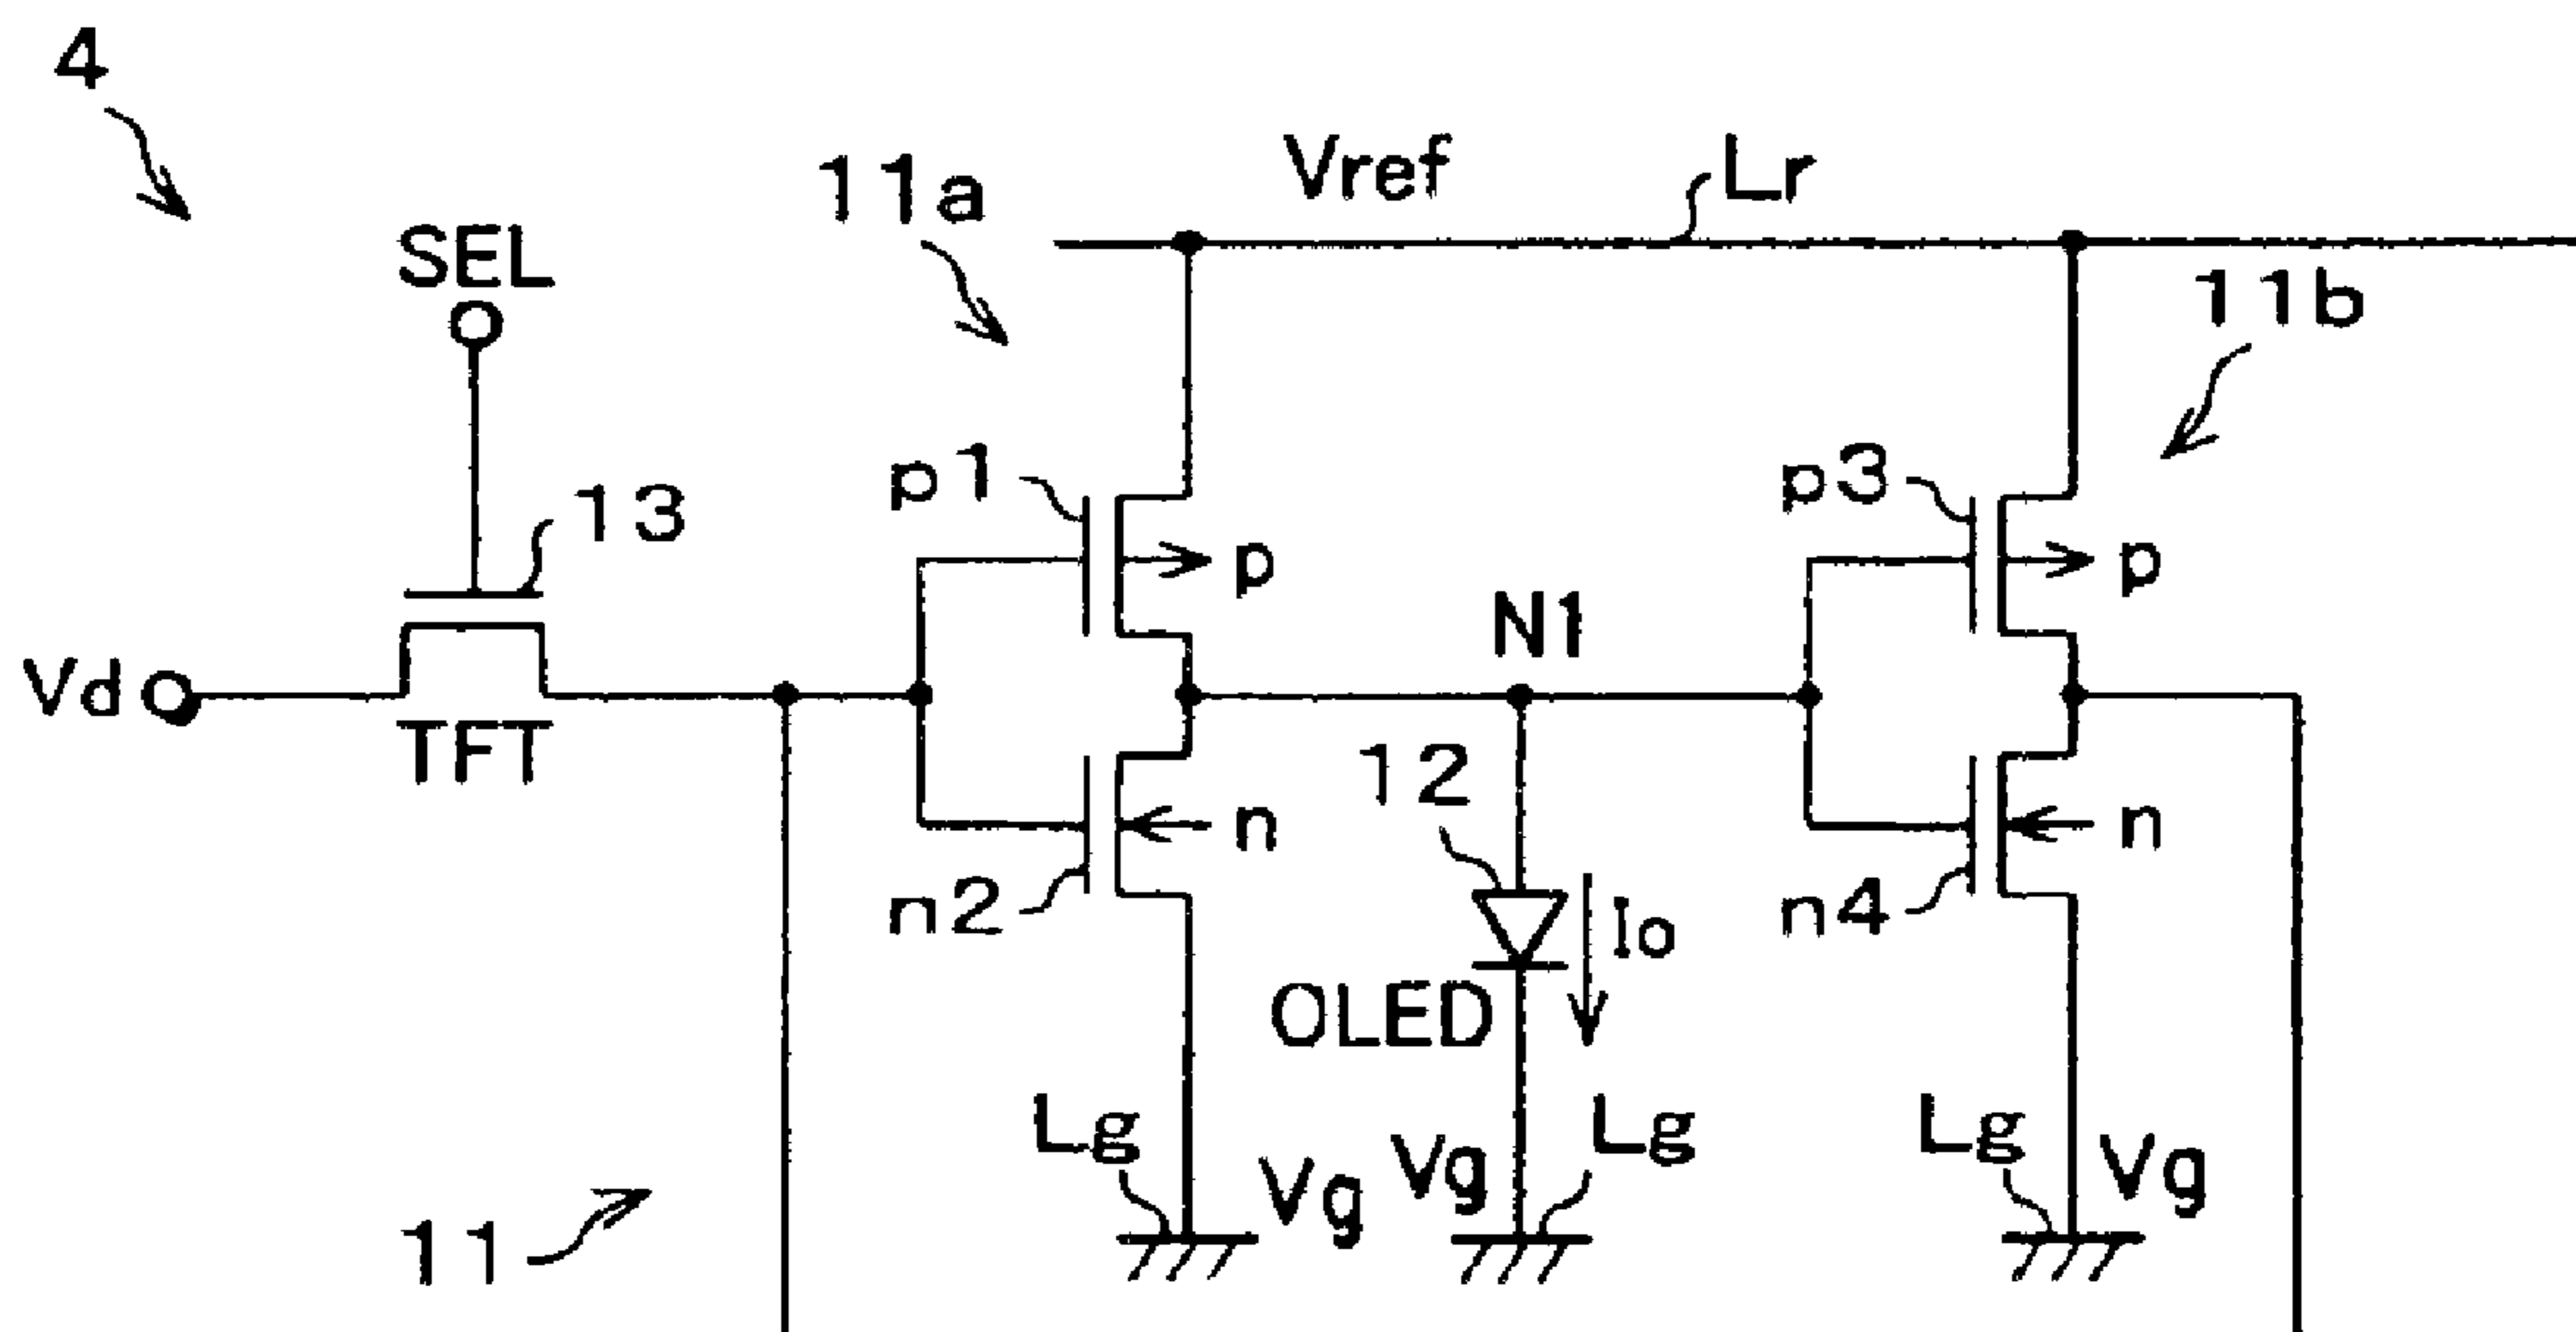 4
Vref
Lr
11a
SEL
11b
p1
13
p3
p
p
N1
Vd
TFT
12
n
n
n2
Io
n4
OLED
Lg
Vg
Vg
Lg
Lg
Vg
11